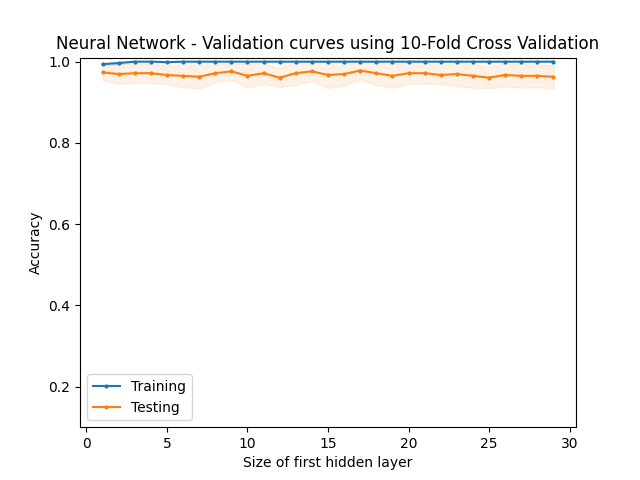 Neural Network - Validation curves using 10-Fold Cross Validation
1.0
0.8
0.6
0.4
0.2
Accuracy
Training
Testing
0 5 10 15 20 25 30
Size of first hidden layer